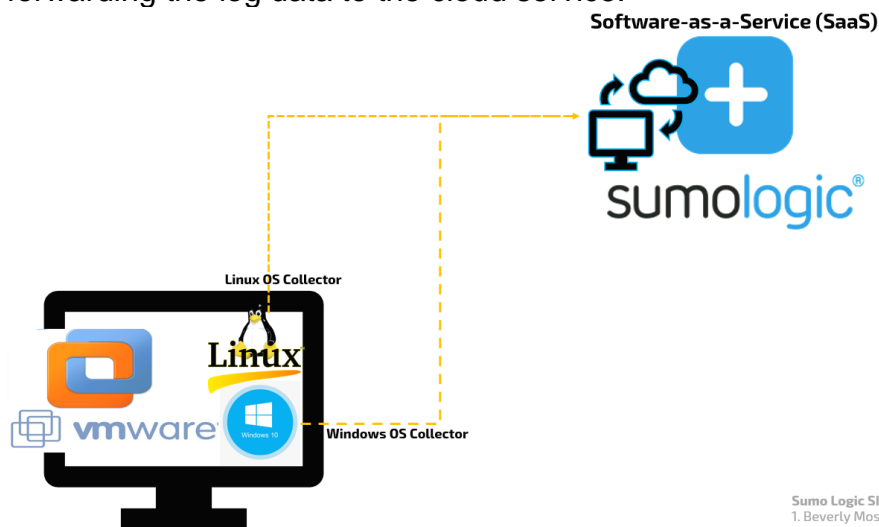 forwarding the log data to the cloud service.
Software-as-a-Service (SaaS)
sumologic®
Linux OS Collector
Linux
vmware
Windows 10
Windows OS Collector
Sumo Logic SI
1. Beverly Mos